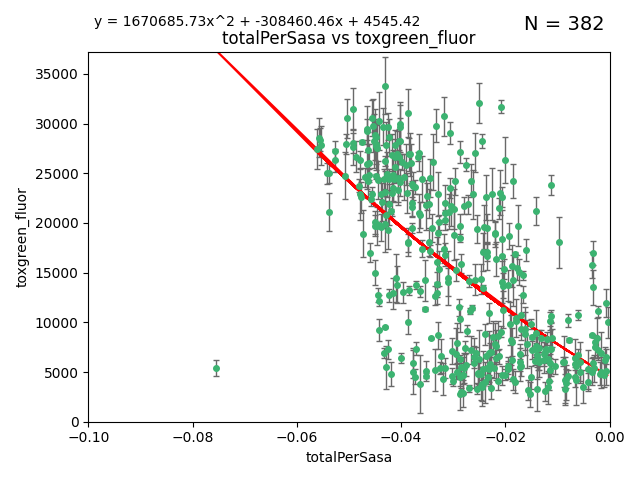 y = 1670685.73x^2 + -308460.46x + 4545.42
N = 382
totalPerSasa vs toxgreen_fluor
35000
30000
25000
20000
15000
10000
5000
0
toxgreen_fluor
−0.10
−0.08
−0.06
−0.04
−0.02
0.00
totalPerSasa